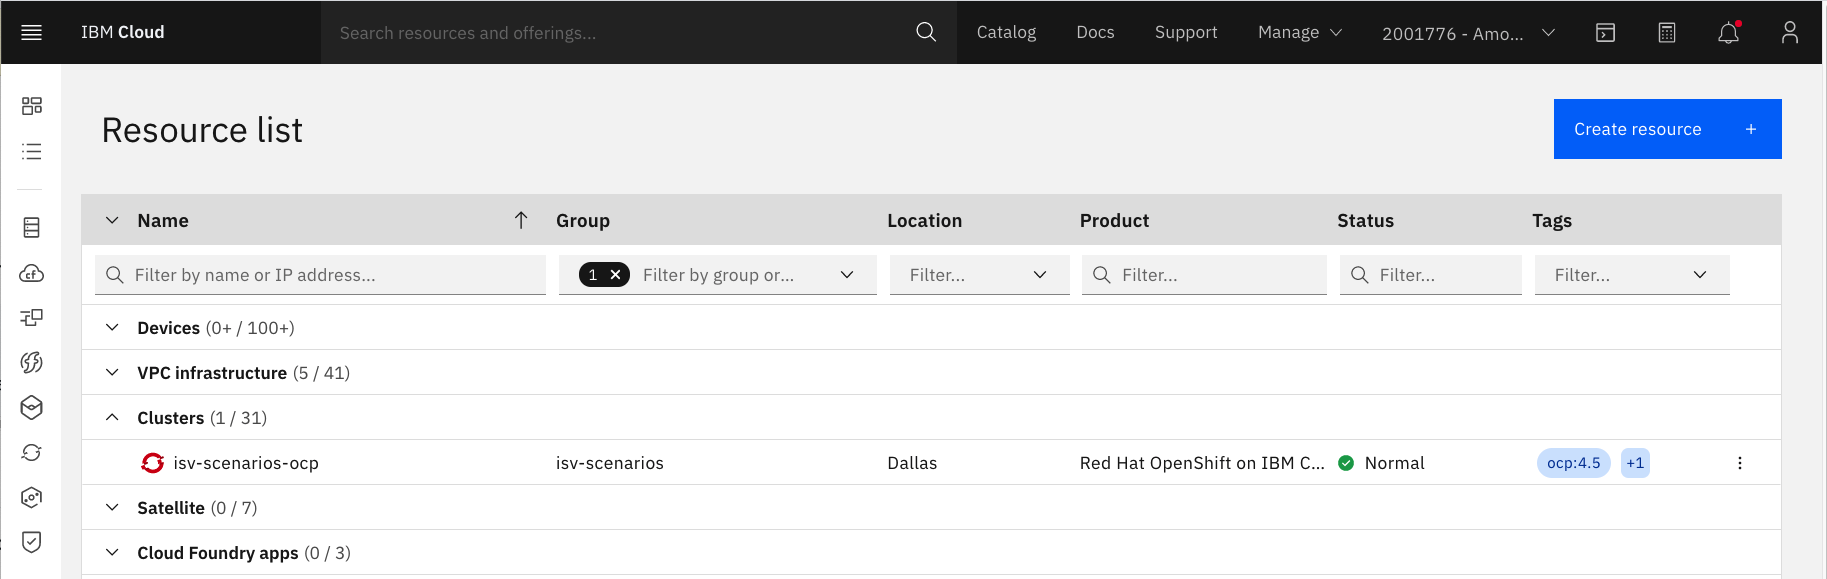 IBM Cloud
Search resources and offerings...
Catalog
Docs
Support
Manage
2001776 - Amo...
Resource list
Create resource +
Name
Group
Location
Product
Status
Tags
Filter by name or IP address...
1
Filter by group or...
Filter...
Filter...
Filter...
Filter...
Devices (0+ / 100+)
VPC infrastructure (5 / 41)
Clusters (1 / 31)
isv-scenarios-ocp
isv-scenarios
Dallas
Red Hat OpenShift on IBM C...
Normal
ocp:4.5
+1
Satellite (0 / 7)
Cloud Foundry apps (0 / 3)